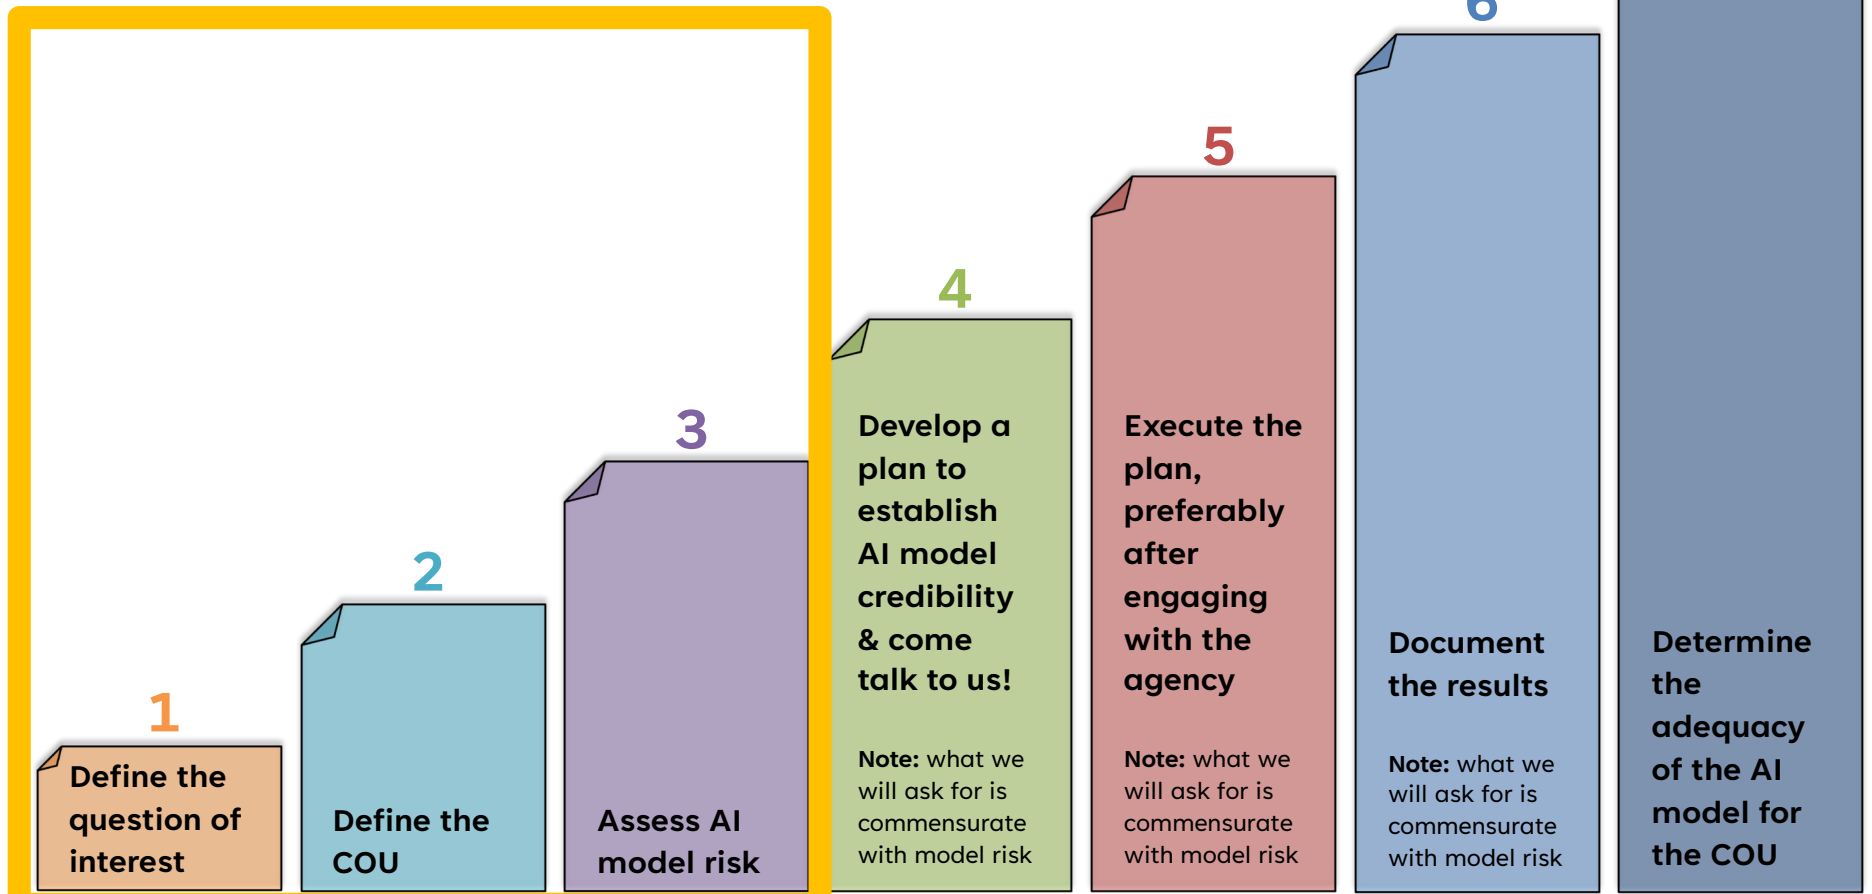 1
Define the
question of
interest
2
Define the
COU
3
Assess AI
model risk
4
Develop a
plan to
establish
AI model
credibility
& come
talk to us!
Note: what we
will ask for is
commensurate
with model risk
5
Execute the
plan,
preferably
after
engaging
with the
agency
Note: what we
will ask for is
commensurate
with model risk
6
Document
the results
Note: what we
will ask for is
commensurate
with model risk
Determine
the
adequacy
of the AI
model for
the COU